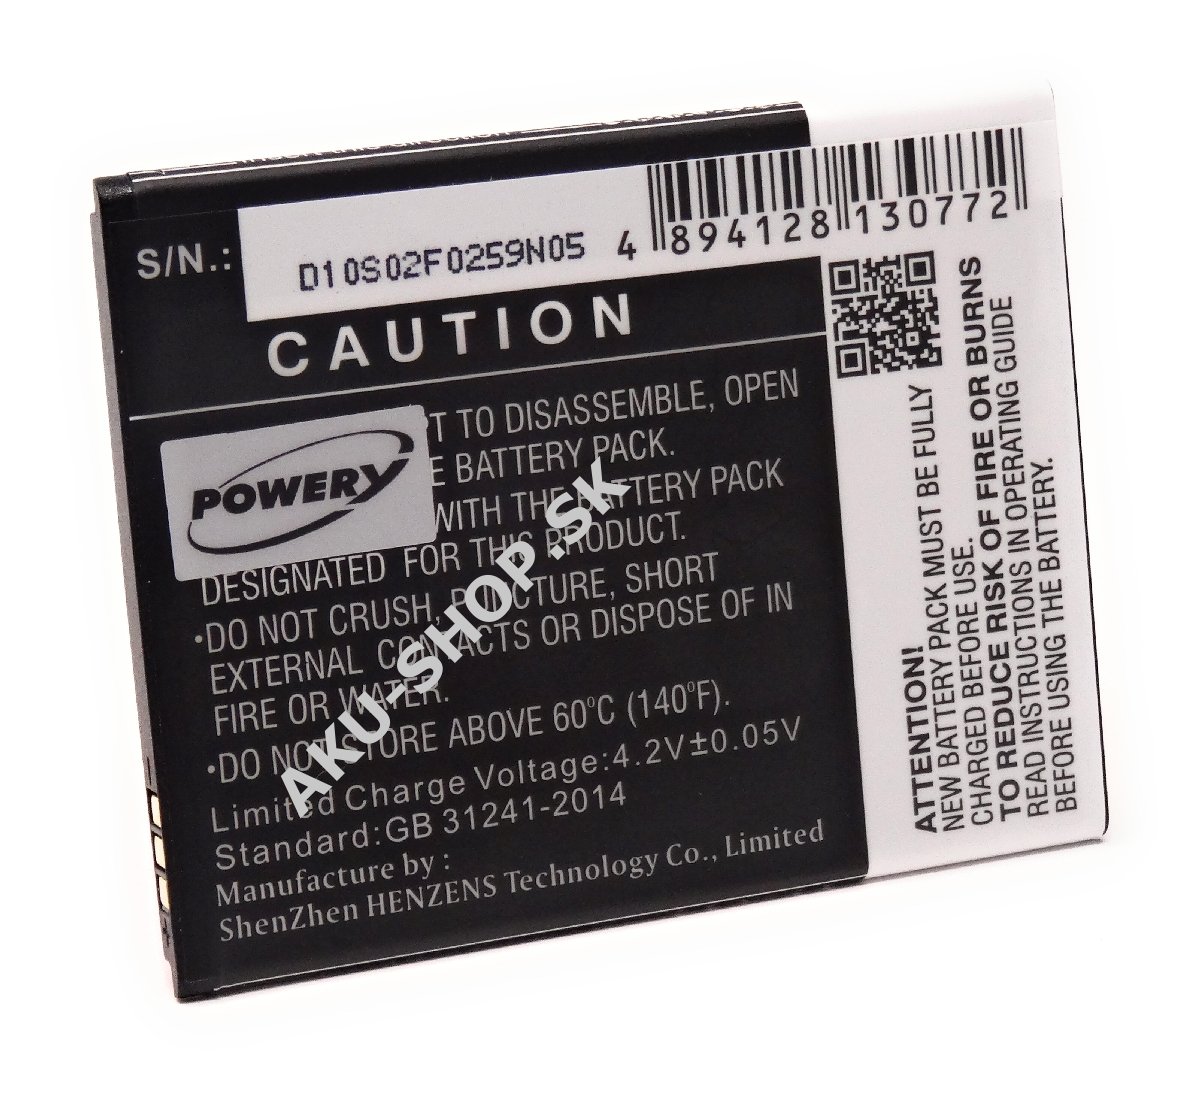 Insert this direction
S/N.:
D10S02F0259N05
4 894128 130772
CAUTION
T TO DISASSEMBLE, OPEN
E BATTERY PACK.
WITH THE BATTERY PACK
DESIGNATED FOR THIS PRODUCT.
·DO NOT CRUSH, PUNCTURE, SHORT
EXTERNAL CONTACTS OR DISPOSE OF IN
FIRE OR WATER.
·DO NOT STORE ABOVE 60°C (140°F).
Limited Charge Voltage:4.2V±0.05V
Standard:GB 31241-2014
Manufacture by :
ShenZhen HENZENS Technology Co., Limited
POWERY
AKU-SHOP.SK
ATTENTION!
NEW BATTERY PACK MUST BE FULLY
CHARGED BEFORE USE.
TO REDUCE RISK OF FIRE OR BURNS
READ INSTRUCTIONS IN OPERATING GUIDE
BEFORE USING THE BATTERY.